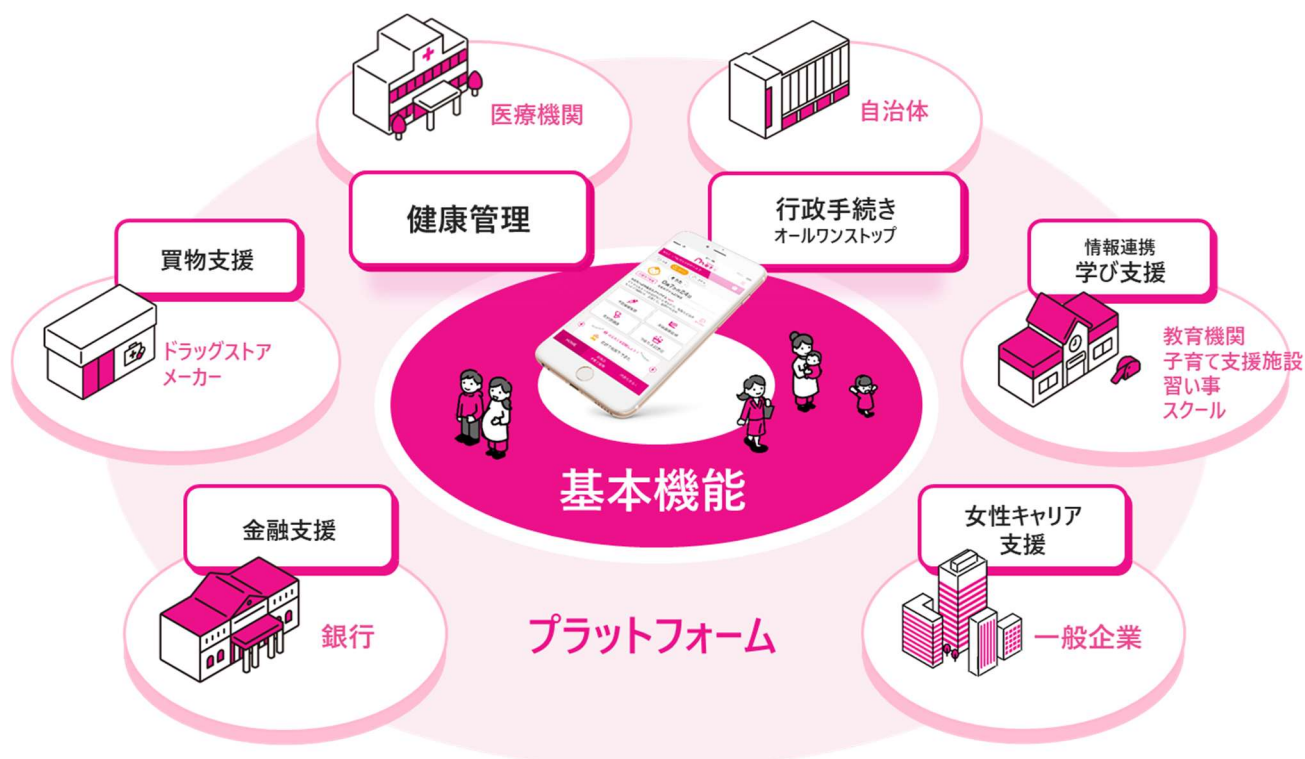 医療機関
健康管理
自治体
行政手続き
オールワンストップ
買物支援
ドラッグストア
メーカー
情報連携
学び支援
教育機関
子育て支援施設
習い事
スクール
基本機能
金融支援
銀行
女性キャリア
支援
一般企業
プラットフォーム